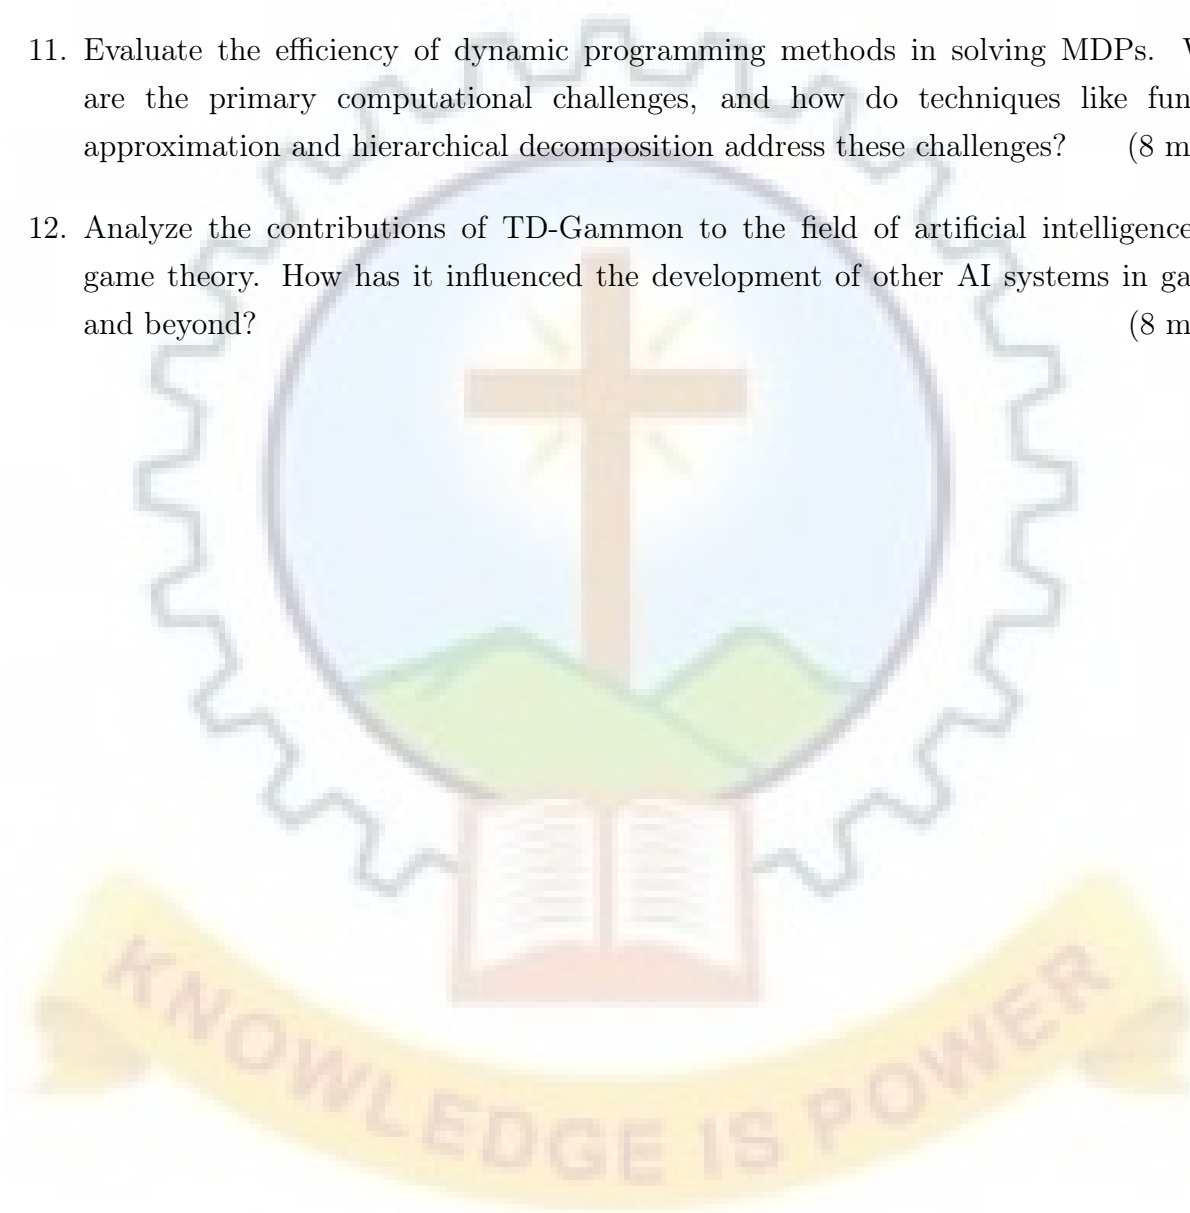 11. Evaluate the efficiency of dynamic programming methods in solving MDPs.
are the primary computational challenges, and how do techniques like fun
approximation and hierarchical decomposition address these challenges? (8 m
12. Analyze the contributions of TD-Gammon to the field of artificial intelligence
game theory. How has it influenced the development of other AI systems in ga
and beyond? (8 m
KNOWLEDGE IS POWER